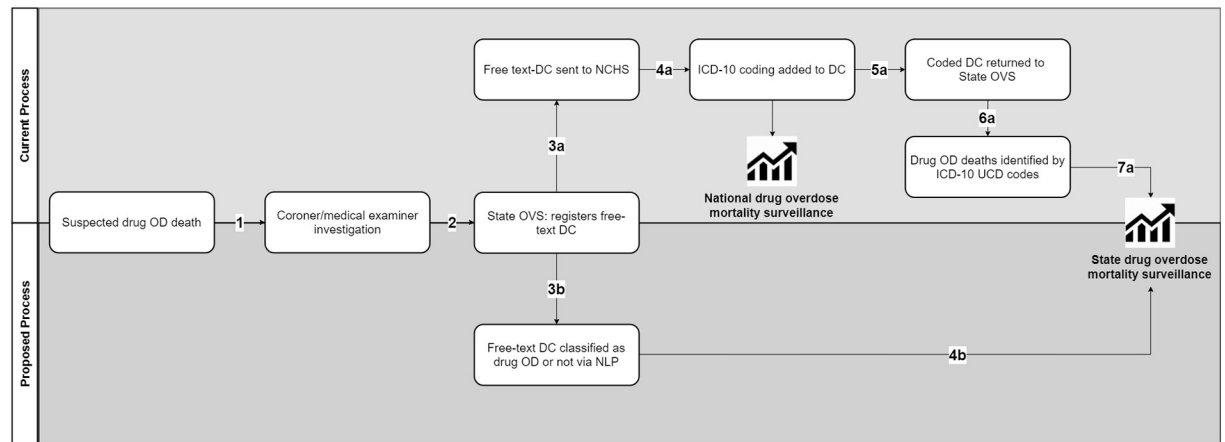 Current Process
Proposed Process
Suspected drug OD death
1
Coroner/medical examiner
investigation
2
State OVS: registers free-
text DC
3a
Free text-DC sent to NCHS
4a
ICD-10 coding added to DC
National drug overdose
mortality surveillance
5a
Coded DC returned to
State OVS
6a
Drug OD deaths identified by
ICD-10 UCD codes
7a
State drug overdose
mortality surveillance
3b
Free-text DC classified as
drug OD or not via NLP
4b